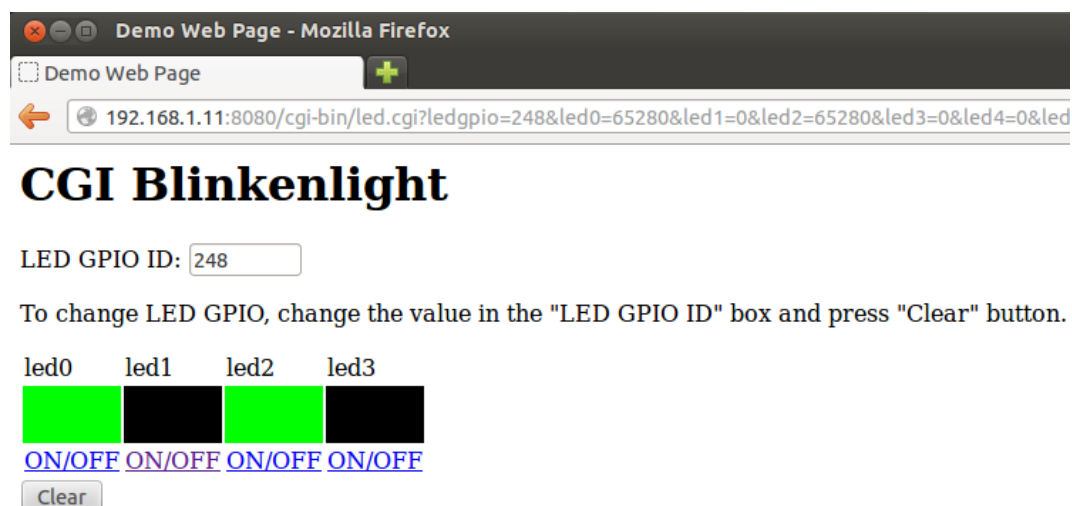 Demo Web Page - Mozilla Firefox
Demo Web Page
192.168.1.11:8080/cgi-bin/led.cgi?ledgpio=248&led0=65280&led1=0&led2=65280&led3=0&led4=0&led
CGI Blinkenlight
LED GPIO ID: 248
To change LED GPIO, change the value in the "LED GPIO ID" box and press "Clear" button.
led0 led1 led2 led3
ON/OFF ON/OFF ON/OFF ON/OFF
Clear